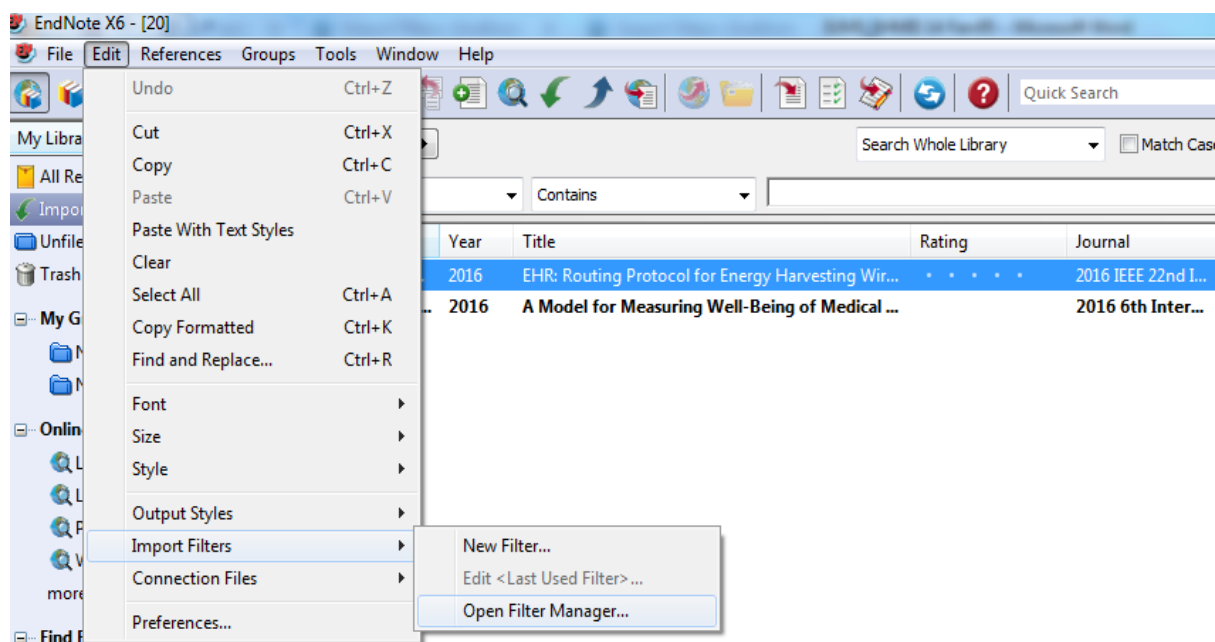 EndNote X6 - [20]
File Edit References Groups Tools Window Help
Quick Search
My Libra
Search Whole Library
Match Case
All Re
Impor
Contains
Unfile
Trash
My G
Onlin
more
Find
Undo Ctrl+Z
Cut Ctrl+X
Copy Ctrl+C
Paste Ctrl+V
Paste With Text Styles
Clear
Select All Ctrl+A
Copy Formatted Ctrl+K
Find and Replace... Ctrl+R
Font
Size
Style
Output Styles
Import Filters
Connection Files
Preferences...
New Filter...
Edit <Last Used Filter>...
Open Filter Manager...
Year Title Rating Journal
2016 EHR: Routing Protocol for Energy Harvesting Wir... 2016 IEEE 22nd I...
2016 A Model for Measuring Well-Being of Medical ... 2016 6th Inter...